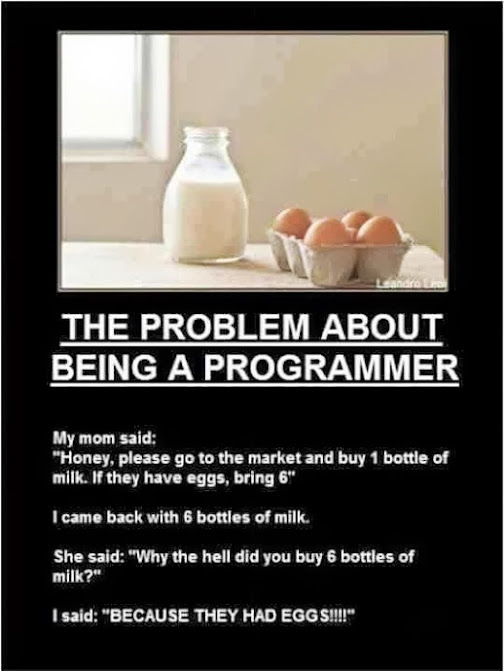 Leandro Leoi
THE PROBLEM ABOUT
BEING A PROGRAMMER
My mom said:
"Honey, please go to the market and buy 1 bottle of
milk. If they have eggs, bring 6"
I came back with 6 bottles of milk.
She said: "Why the hell did you buy 6 bottles of
milk?"
I said: "BECAUSE THEY HAD EGGS!!!!"